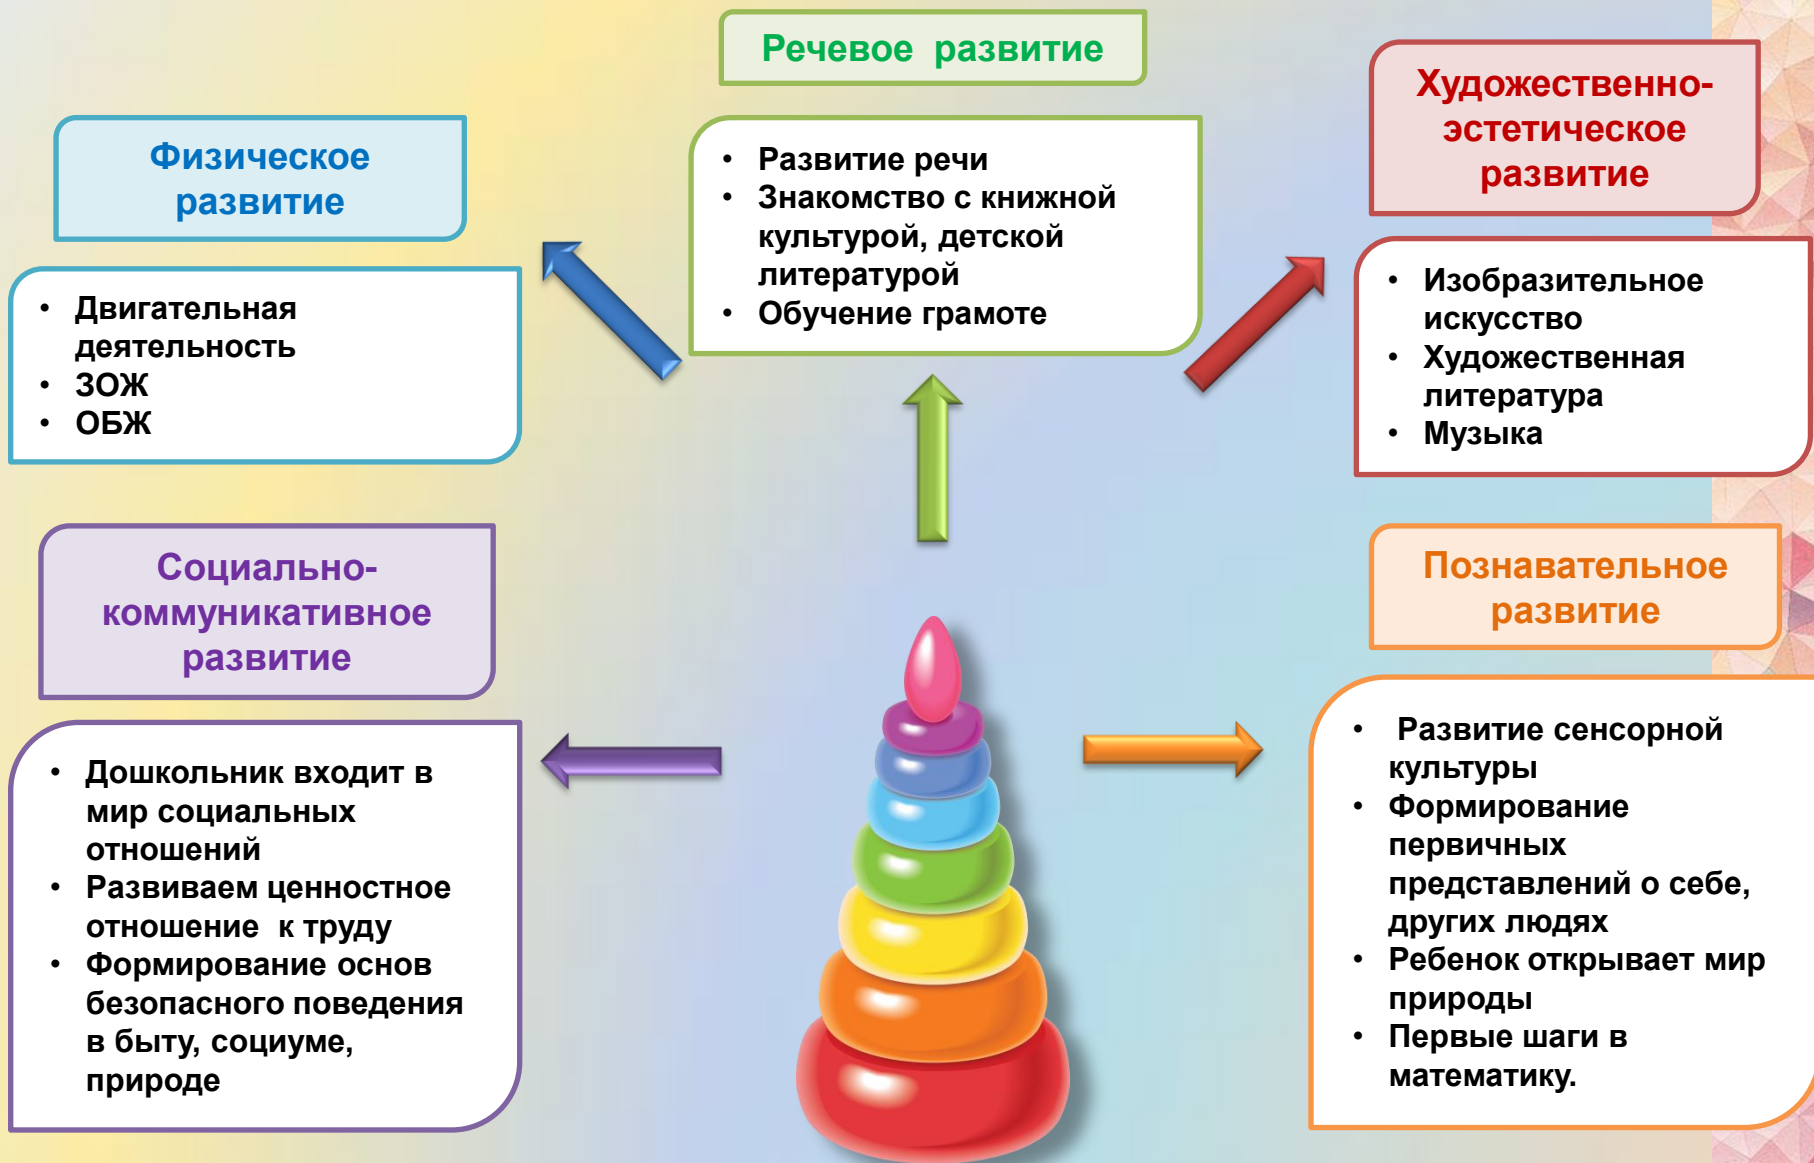 Речевое развитие
• Развитие речи
• Знакомство с книжной
культурой, детской
литературой
• Обучение грамоте
Физическое
развитие
• Двигательная
деятельность
• ЗОЖ
• ОБЖ
Художественно-
эстетическое
развитие
• Изобразительное
искусство
• Художественная
литература
• Музыка
Социально-
коммуникативное
развитие
• Дошкольник входит в
мир социальных
отношений
• Развиваем ценностное
отношение к труду
• Формирование основ
безопасного поведения
в быту, социуме,
природе
Познавательное
развитие
• Развитие сенсорной
культуры
• Формирование
первичных
представлений о себе,
других людях
• Ребенок открывает мир
природы
• Первые шаги в
математику.